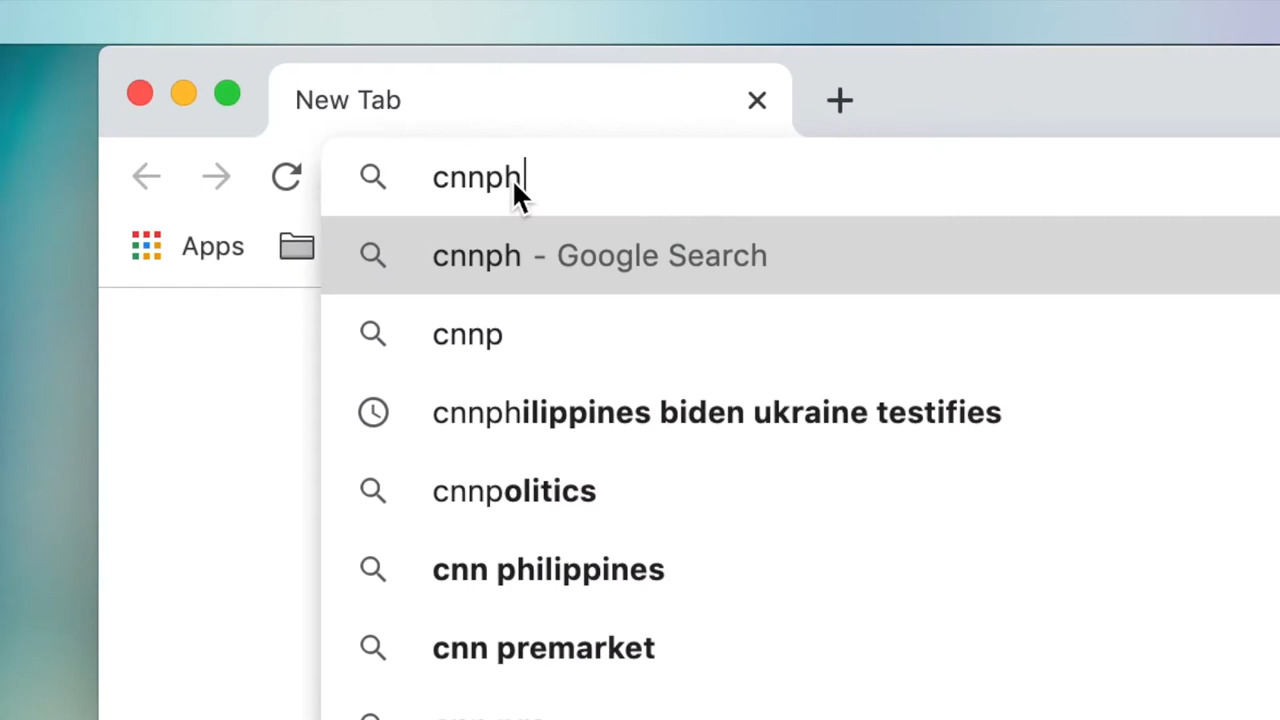 New Tab
cnnph
Apps
cnnph - Google Search
cnnp
cnnphilippines biden ukraine testifies
cnnpolitics
cnn philippines
cnn premarket